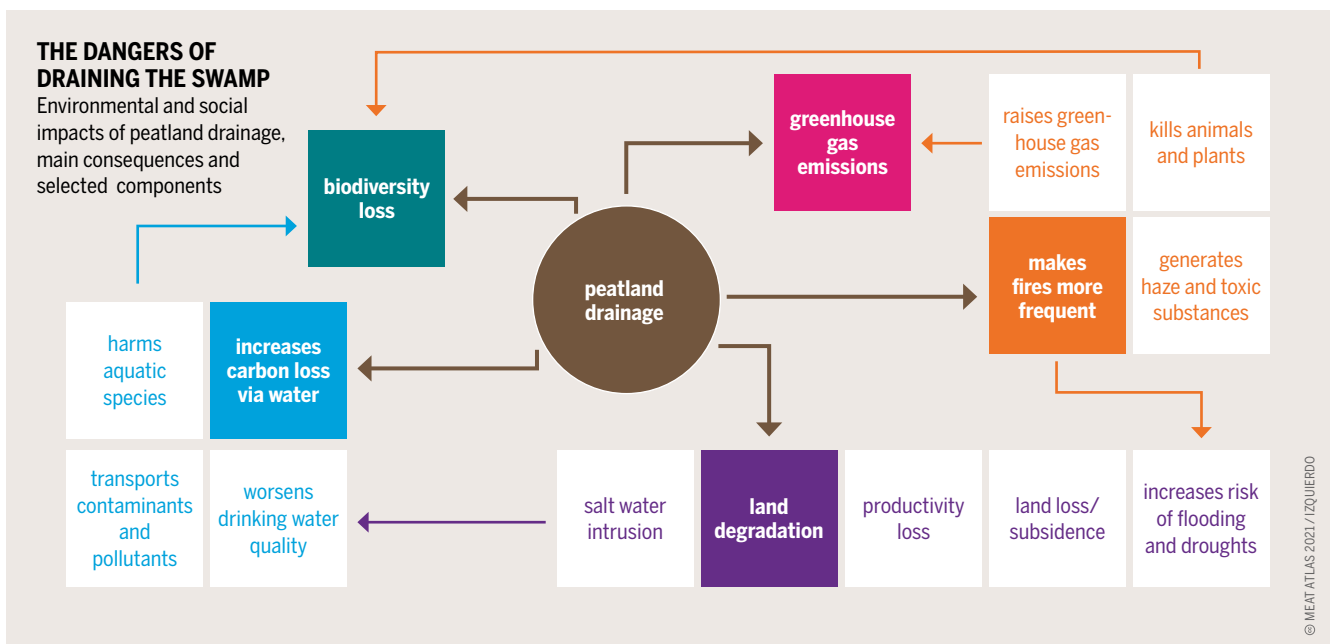 THE DANGERS OF
DRAINING THE SWAMP
Environmental and social
impacts of peatland drainage,
main consequences and
selected components
biodiversity
loss
greenhouse
gas
emissions
raises green-
house gas
emissions
kills animals
and plants
peatland
drainage
makes
fires more
frequent
generates
haze and toxic
substances
harms
aquatic
species
increases
carbon loss
via water
transports
contaminants
and
pollutants
worsens
drinking water
quality
salt water
intrusion
land
degradation
productivity
loss
land loss/
subsidence
increases risk
of flooding
and droughts
MEAT ATLAS 2021 / IZQUIERDO